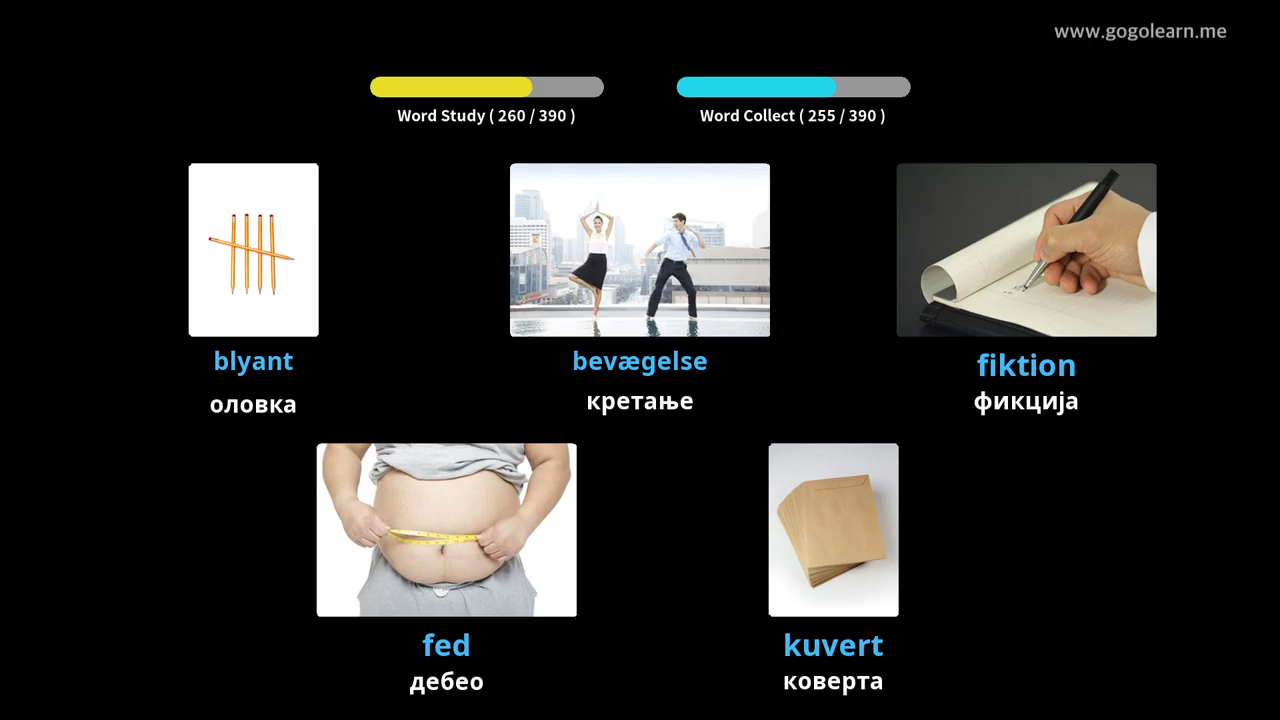 www.gogolearn.me
Word Study ( 260 / 390 )
Word Collect ( 255 / 390 )
blyant
оловка
bevægelse
кретање
fiktion
фикција
fed
дебео
kuvert
коверта